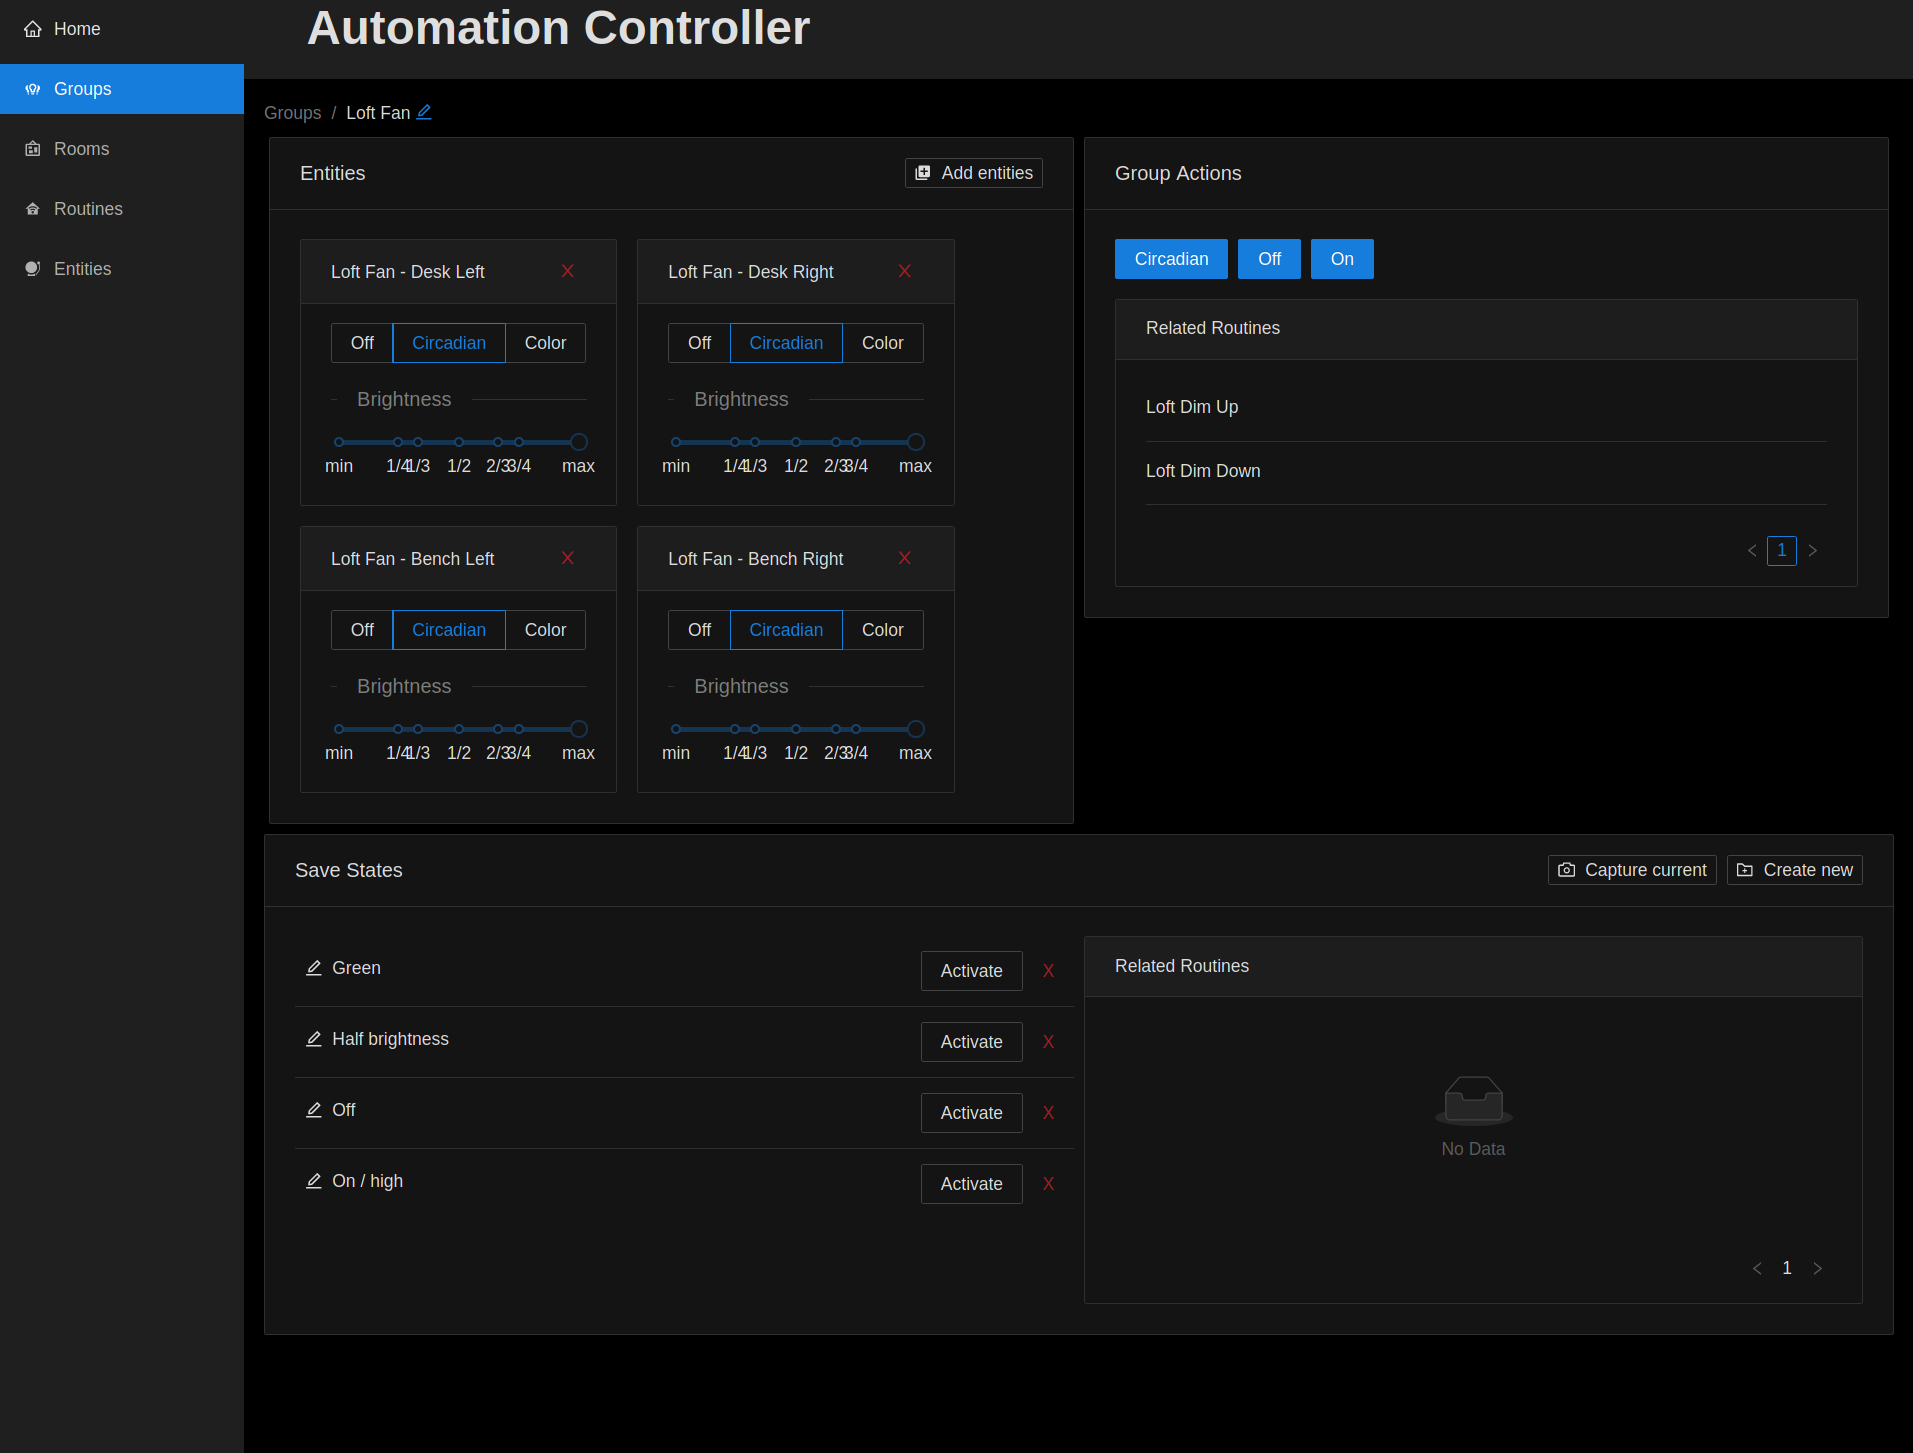 Automation Controller
Home
Groups
Rooms
Routines
Entities
Groups / Loft Fan
Entities
Add entities
Loft Fan - Desk Left X
Off Circadian Color
Brightness
min 1/4 1/3 1/2 2/3 3/4 max
Loft Fan - Desk Right X
Off Circadian Color
Brightness
min 1/4 1/3 1/2 2/3 3/4 max
Loft Fan - Bench Left X
Off Circadian Color
Brightness
min 1/4 1/3 1/2 2/3 3/4 max
Loft Fan - Bench Right X
Off Circadian Color
Brightness
min 1/4 1/3 1/2 2/3 3/4 max
Group Actions
Circadian Off On
Related Routines
Loft Dim Up
Loft Dim Down
< 1 >
Save States
Capture current Create new
Green Activate X
Half brightness Activate X
Off Activate X
On / high Activate X
Related Routines
No Data
< 1 >